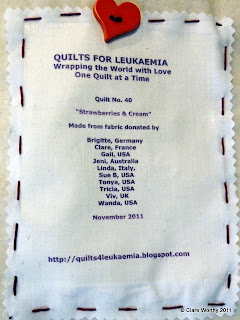 QUILTS FOR LEUKAEMIA
Wrapping the World with Love
One Quilt at a Time
Quilt No. 40
"Strawberries & Cream"
Made from fabric donated by
Brigitte, Germany
Clare, France
Gail, USA
Jeni, Australia
Linda, Italy,
Sue B, USA
Tonya, USA
Tricia, USA
Viv, UK
Wanda, USA
November 2011
http://quilts4leukaemia.blogspot.com
© Clare Worthy 2011